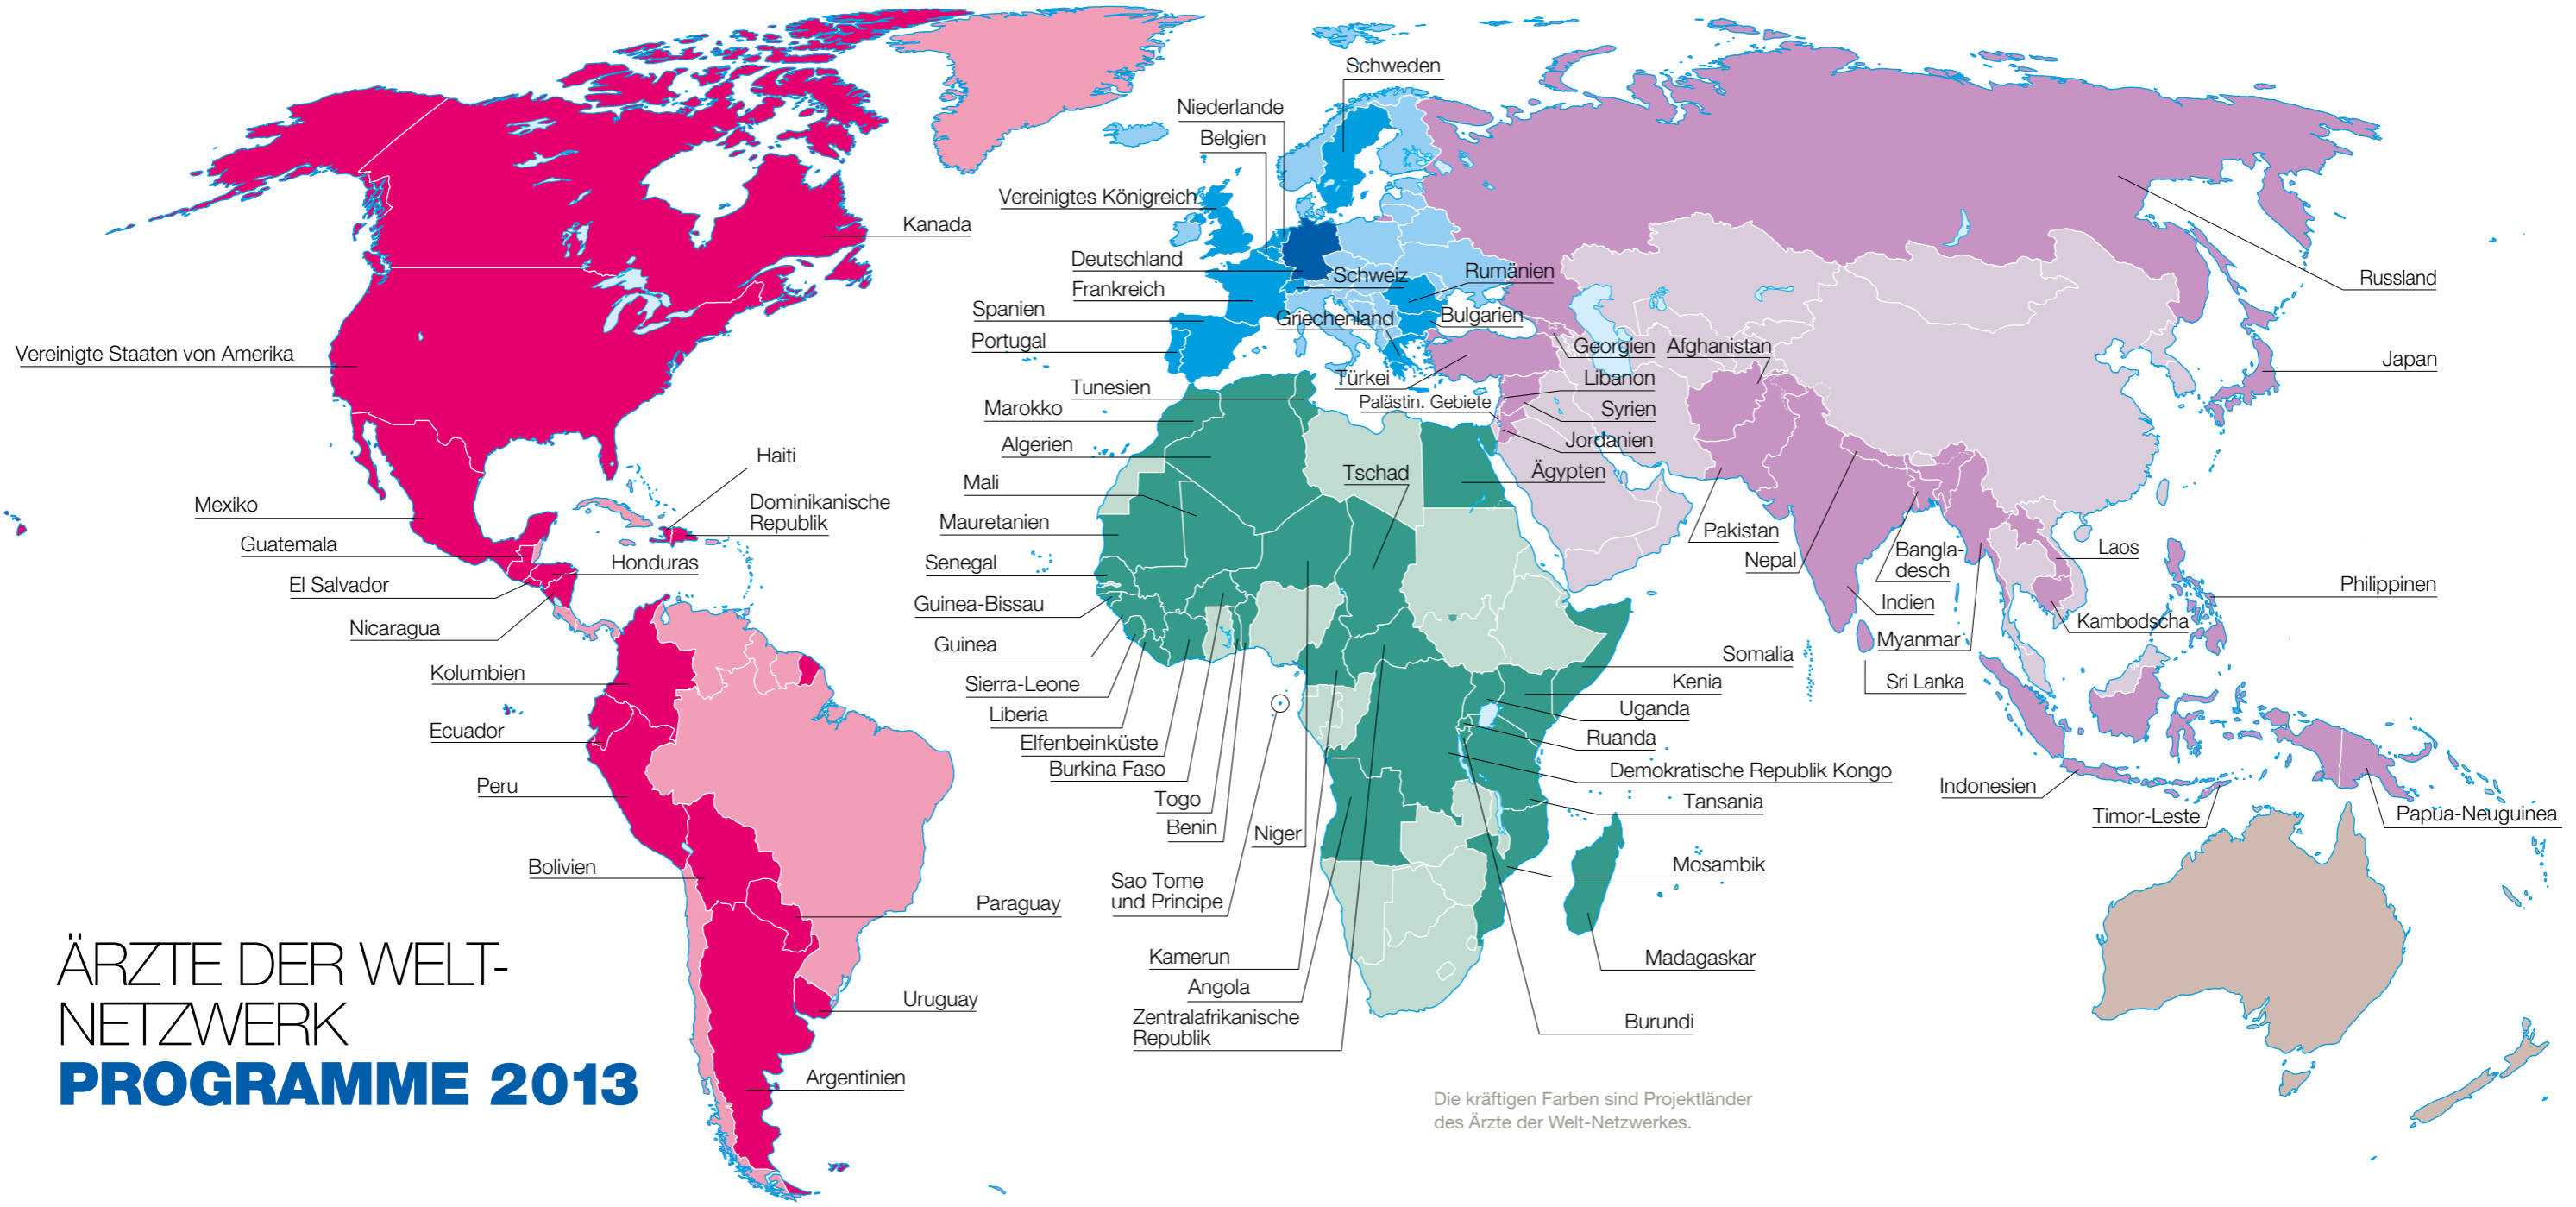 Schweden
Niederlande
Belgien
Vereinigtes Königreich
Kanada
Deutschland
Schweiz
Rumänien
Russland
Frankreich
Spanien
Griechenland
Bulgarien
Portugal
Georgien
Afghanistan
Vereinigte Staaten von Amerika
Japan
Türkei
Libanon
Tunesien
Palästin. Gebiete
Syrien
Marokko
Jordanien
Algerien
Haiti
Tschad
Ägypten
Mali
Mexiko
Dominikanische
Republik
Mauretanien
Pakistan
Guatemala
Honduras
Nepal
Bangla-
desch
Laos
Senegal
El Salvador
Philippinen
Guinea-Bissau
Indien
Nicaragua
Kambodscha
Guinea
Myanmar
Somalia
Kolumbien
Sierra-Leone
Kenia
Sri Lanka
Liberia
Uganda
Ecuador
Elfenbeinküste
Ruanda
Burkina Faso
Demokratische Republik Kongo
Peru
Indonesien
Togo
Tansania
Timor-Leste
Papua-Neuguinea
Benin
Niger
Bolivien
Mosambik
Sao Tome
und Principe
Paraguay
Kamerun
Madagaskar
Angola
Uruguay
Zentralafrikanische
Republik
Burundi
Argentinien
ÄRZTE DER WELT-
NETZWERK
PROGRAMME 2013
Die kräftigen Farben sind Projektländer
des Ärzte der Welt-Netzwerkes.